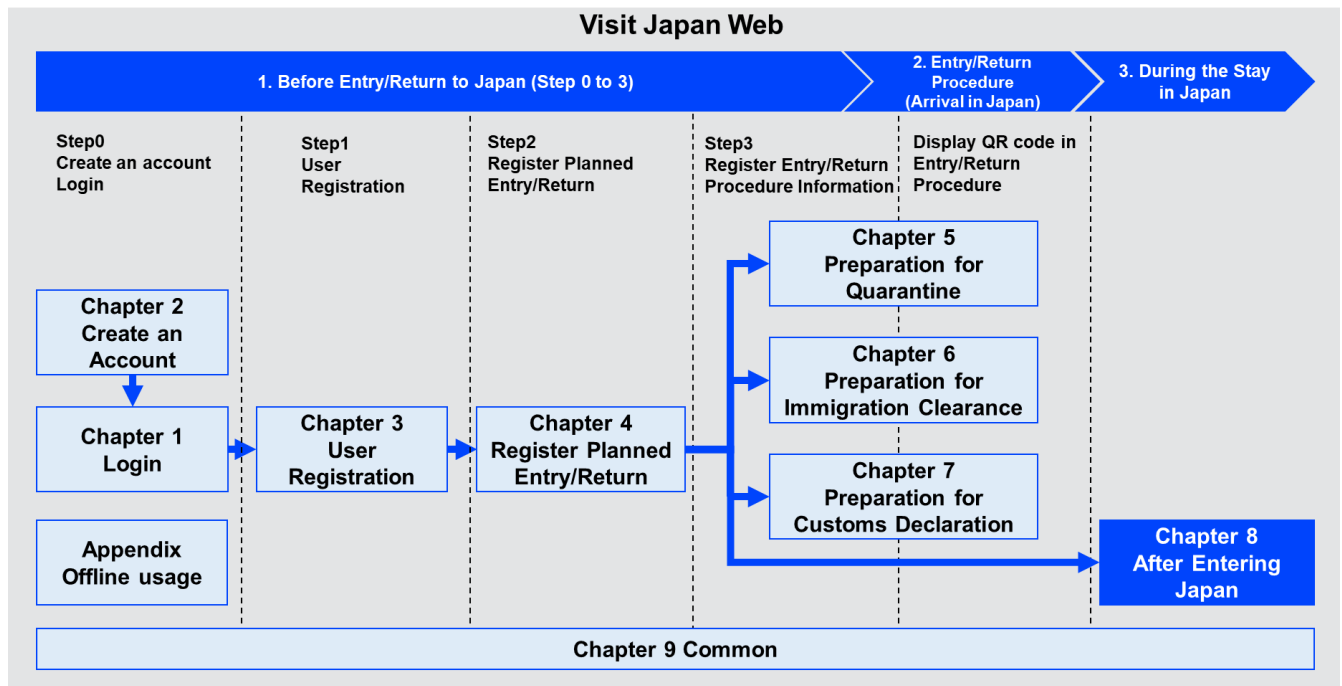 Visit Japan Web
1. Before Entry/Return to Japan (Step 0 to 3)
2. Entry/Return
Procedure
(Arrival in Japan)
3. During the Stay
in Japan
Step0
Create an account
Login
Step1
User
Registration
Step2
Register Planned
Entry/Return
Step3
Register Entry/Return
Procedure Information
Display QR code in
Entry/Return
Procedure
Chapter 2
Create an
Account
Chapter 1
Login
Appendix
Offline usage
Chapter 3
User
Registration
Chapter 4
Register Planned
Entry/Return
Chapter 5
Preparation for
Quarantine
Chapter 6
Preparation for
Immigration Clearance
Chapter 7
Preparation for
Customs Declaration
Chapter 8
After Entering
Japan
Chapter 9 Common